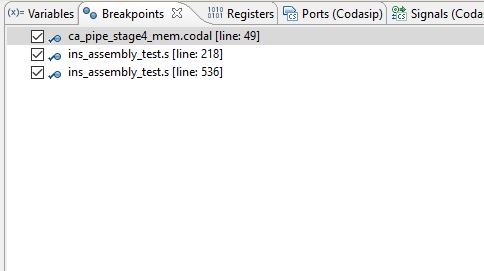 (x)= Variables Breakpoints Registers Ports (Codasip) Signals (Codas
ca_pipe_stage4_mem.codal [line: 49]
ins_assembly_test.s [line: 218]
ins_assembly_test.s [line: 536]